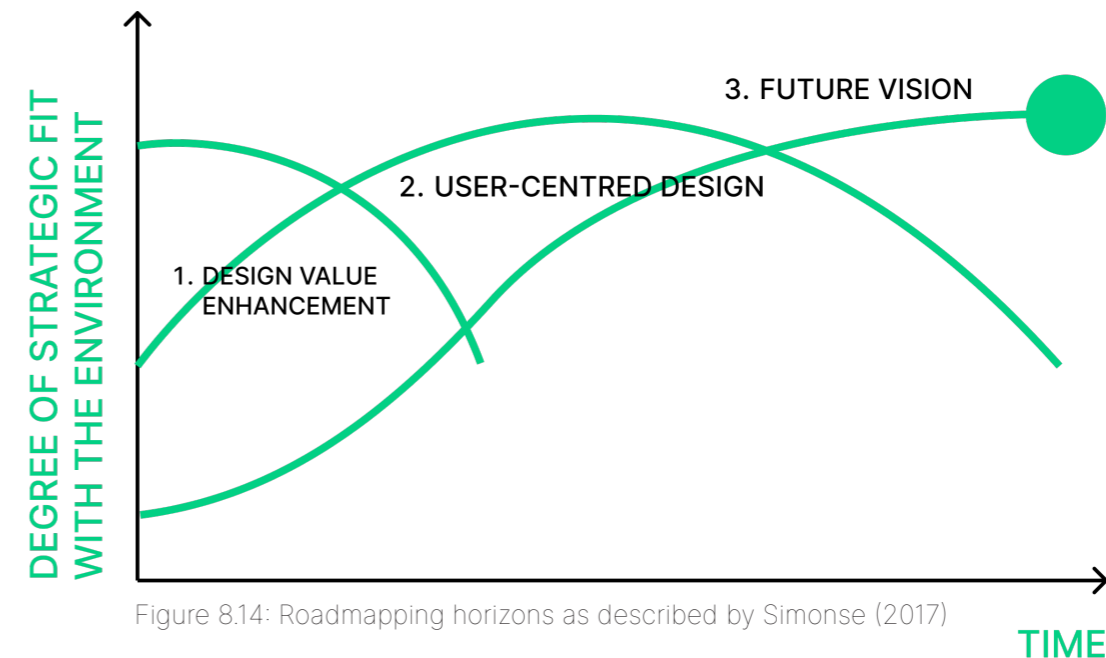 DEGREE OF STRATEGIC FIT
WITH THE ENVIRONMENT
3. FUTURE VISION
2. USER-CENTRED DESIGN
1. DESIGN VALUE
ENHANCEMENT
Figure 8.14: Roadmapping horizons as described by Simonse (2017)
TIME